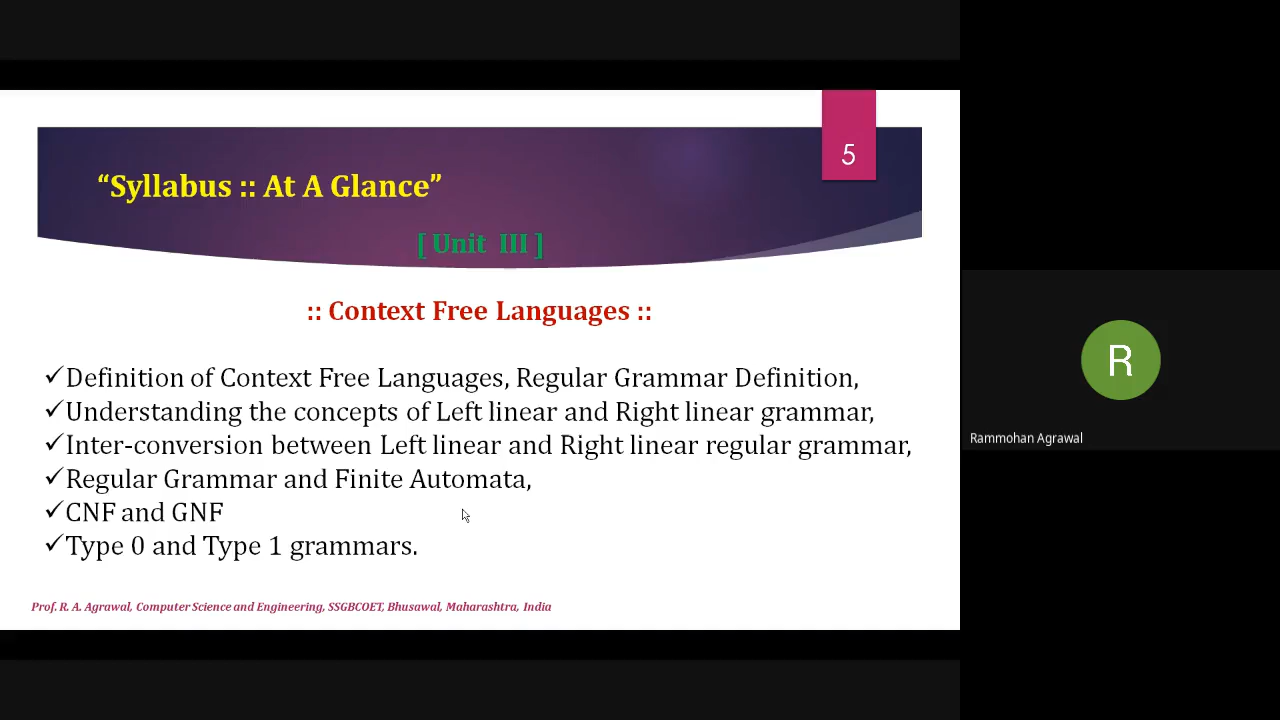 5
“Syllabus :: At A Glance”
[ Unit III ]
:: Context Free Languages ::
✓Definition of Context Free Languages, Regular Grammar Definition,
✓Understanding the concepts of Left linear and Right linear grammar,
✓Inter-conversion between Left linear and Right linear regular grammar,
✓Regular Grammar and Finite Automata,
✓CNF and GNF
✓Type 0 and Type 1 grammars.
Prof. R. A. Agrawal, Computer Science and Engineering, SSGBCOET, Bhusawal, Maharashtra, India
R
Rammohan Agrawal